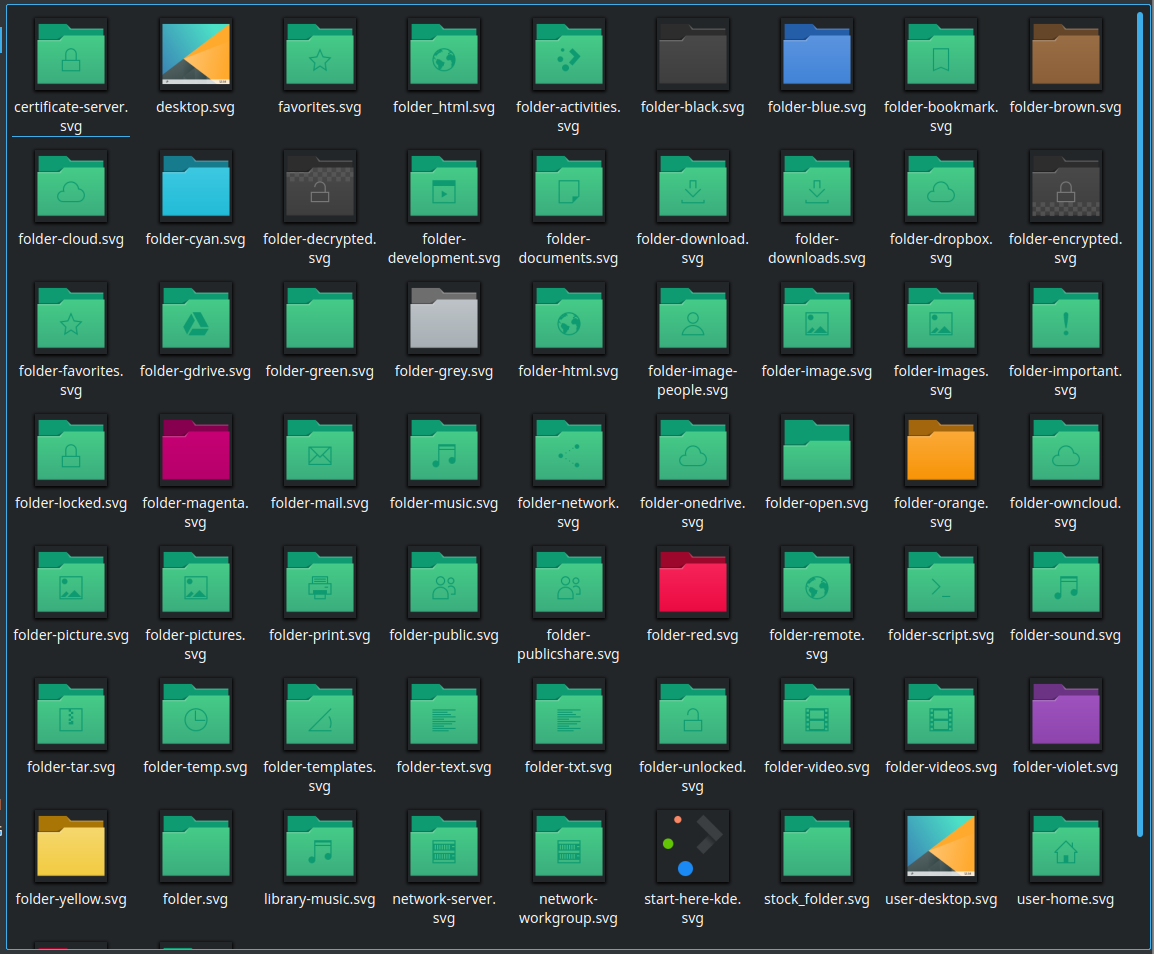 certificate-server.
svg
desktop.svg
favorites.svg
folder_html.svg
folder-activities.
svg
folder-black.svg
folder-blue.svg
folder-bookmark.
svg
folder-brown.svg
folder-cloud.svg
folder-cyan.svg
folder-decrypted.
svg
folder-
development.svg
folder-
documents.svg
folder-download.
svg
folder-
downloads.svg
folder-dropbox.
svg
folder-encrypted.
svg
folder-favorites.
svg
folder-gdrive.svg
folder-green.svg
folder-grey.svg
folder-html.svg
folder-image-
people.svg
folder-image.svg
folder-images.
svg
folder-important.
svg
folder-locked.svg
folder-magenta.
svg
folder-mail.svg
folder-music.svg
folder-network.
svg
folder-onedrive.
svg
folder-open.svg
folder-orange.
svg
folder-owncloud.
svg
folder-picture.svg
folder-pictures.
svg
folder-print.svg
folder-public.svg
folder-
publicshare.svg
folder-red.svg
folder-remote.
svg
folder-script.svg
folder-sound.svg
folder-tar.svg
folder-temp.svg
folder-templates.
svg
folder-text.svg
folder-txt.svg
folder-unlocked.
svg
folder-video.svg
folder-videos.svg
folder-violet.svg
folder-yellow.svg
folder.svg
library-music.svg
network-server.
svg
network-
workgroup.svg
start-here-kde.
svg
stock_folder.svg
user-desktop.svg
user-home.svg